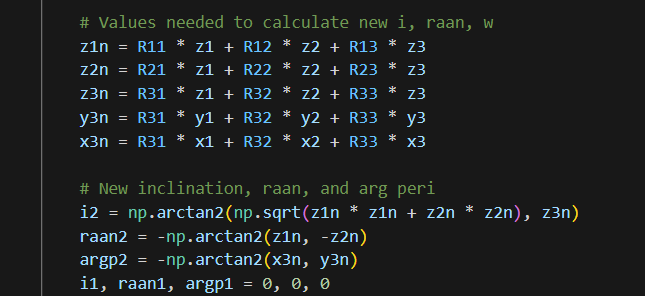 # Values needed to calculate new i, raan, w
z1n = R11 * z1 + R12 * z2 + R13 * z3
z2n = R21 * z1 + R22 * z2 + R23 * z3
z3n = R31 * z1 + R32 * z2 + R33 * z3
y3n = R31 * y1 + R32 * y2 + R33 * y3
x3n = R31 * x1 + R32 * x2 + R33 * x3
# New inclination, raan, and arg peri
i2 = np.arctan2(np.sqrt(z1n * z1n + z2n * z2n), z3n)
raan2 = -np.arctan2(z1n, -z2n)
argp2 = -np.arctan2(x3n, y3n)
i1, raan1, argp1 = 0, 0, 0